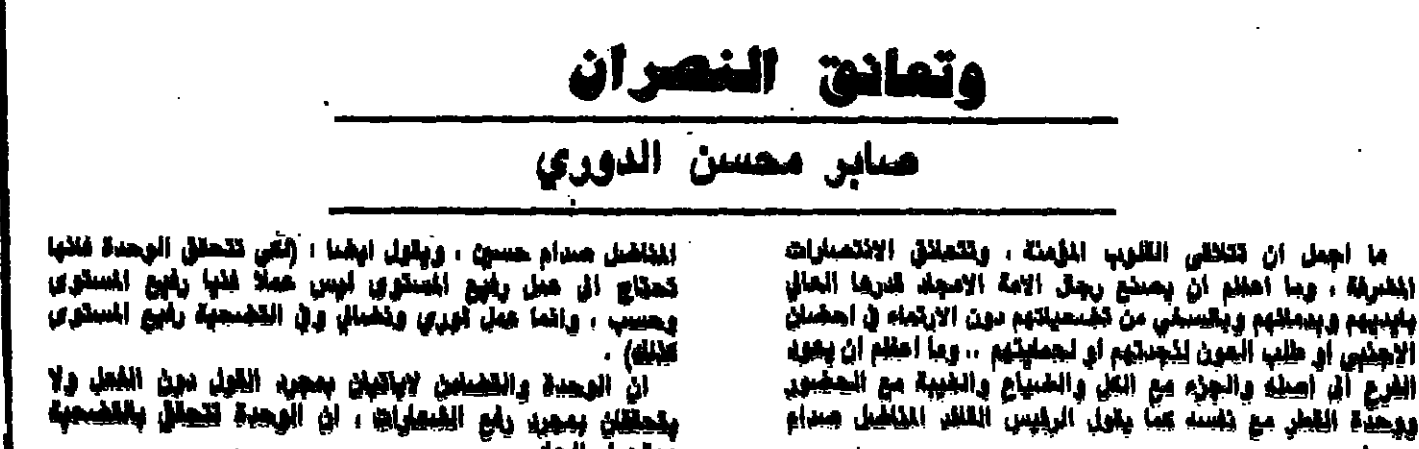 وتعانق النصران
صابر محسن الدوري
ما اجمل ان تتلاقى القلوب المؤمنة ، وتتعانق الانتصارات
المشرفة ، وما اعظم ان يصنع رجال الامة الامجاد قدرها العالي
بايديهم وبدمائهم وبالسخي من تضحياتهم دون الارتماء في احضان
الاجنبي او طلب العون لنجدتهم أو لحمايتهم .. وما اعظم ان يعود
الفرع الى اصله والجزء مع الكل والضياع والغيبة مع الحضور
ووحدة القطر مع نفسه كما يقول الرئيس القائد المناضل صدام
المناضل صدام حسين ، ويقول ايضا : (لكي تتحقق الوحدة فانها
تحتاج الى عمل رفيع المستوى ليس عملا فنيا رفيع المستوى
وحسب ، وانما عمل ثوري ونضالي وفي التضحية رفيع المستوى
كذلك) .
ان الوحدة والتضامن لايأتيان بمجرد القول دون الفعل ولا
يتحققان بمجرد رفع الشعارات ، ان الوحدة تتحقق بالتضحية